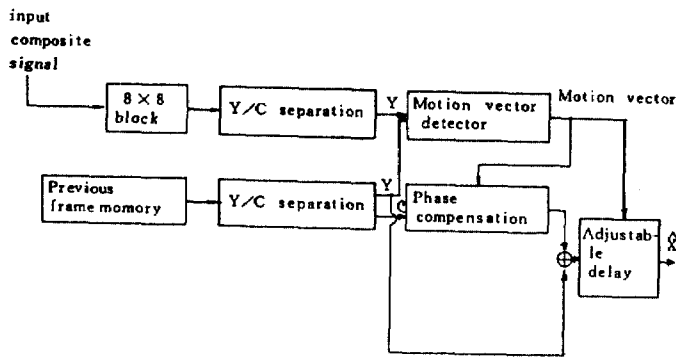 input
composite
signal
8 × 8
block
Y/C separation
Y
Motion vector
detector
Motion vector
Previous
frame memory
Y/C separation
Y
C
Phase
compensation
Adjustab-
le
delay
X̂